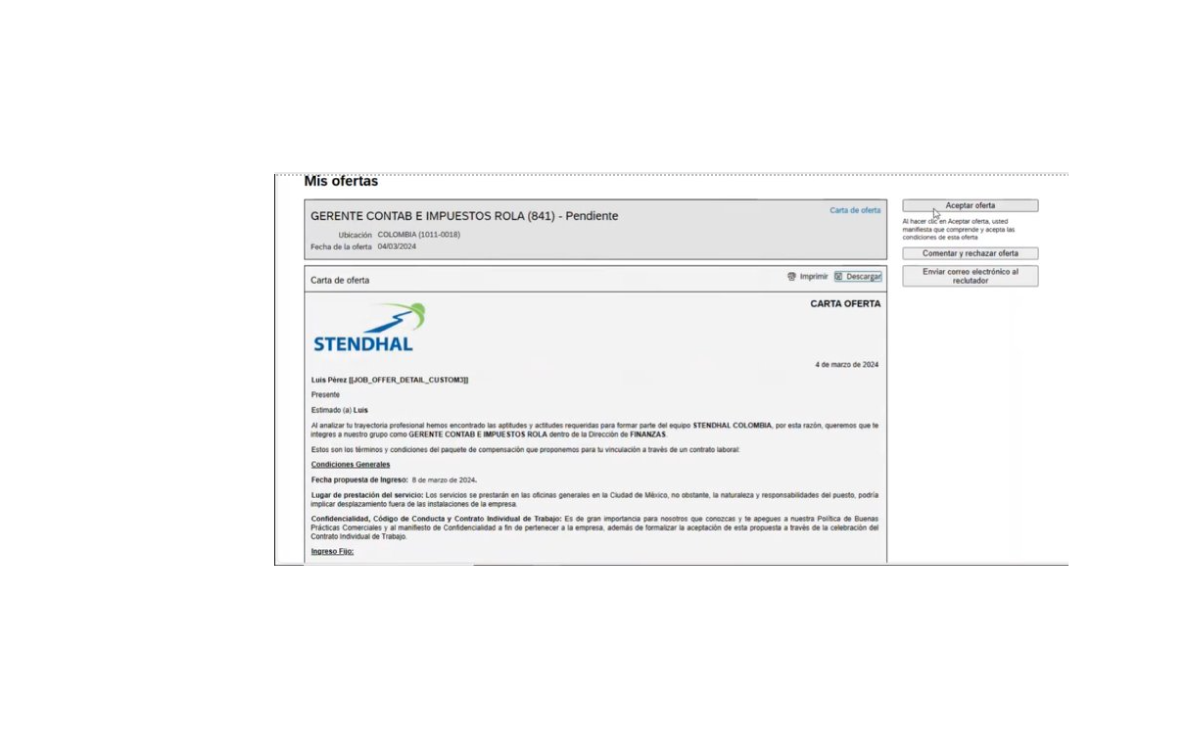 Mis ofertas
GERENTE CONTAB E IMPUESTOS ROLA (841) - Pendiente
Carta de oferta
Ubicación COLOMBIA (1011-0018)
Fecha de la oferta 04/03/2024
Aceptar oferta
Al hacer clic en Aceptar oferta, usted
manifiesta que comprende y acepta las
condiciones de esta oferta
Comentar y rechazar oferta
Enviar correo electrónico al
reclutador
Carta de oferta
Imprimir Descargar
CARTA OFERTA
STENDHAL
4 de marzo de 2024
Luis Pérez [[JOB_OFFER_DETAIL_CUSTOM3]]
Presente
Estimado (a) Luis
Al analizar tu trayectoria profesional hemos encontrado las aptitudes y actitudes requeridas para formar parte del equipo STENDHAL COLOMBIA, por esta razón, queremos que te
integres a nuestro grupo como GERENTE CONTAB E IMPUESTOS ROLA dentro de la Dirección de FINANZAS.
Estos son los términos y condiciones del paquete de compensación que proponemos para tu vinculación a través de un contrato laboral:
Condiciones Generales
Fecha propuesta de Ingreso: 8 de marzo de 2024.
Lugar de prestación del servicio: Los servicios se prestarán en las oficinas generales en la Ciudad de México, no obstante, la naturaleza y responsabilidades del puesto, podría
implicar desplazamiento fuera de las instalaciones de la empresa.
Confidencialidad, Código de Conducta y Contrato Individual de Trabajo: Es de gran importancia para nosotros que conozcas y te apegues a nuestra Política de Buenas
Prácticas Comerciales y al manifiesto de Confidencialidad a fin de pertenecer a la empresa, además de formalizar la aceptación de esta propuesta a través de la celebración del
Contrato Individual de Trabajo.
Ingreso Fijo: